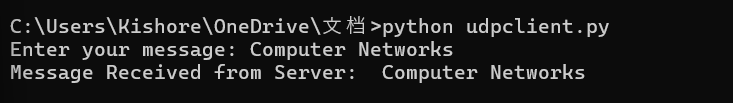 C:\Users\Kishore\OneDrive\文档>python udpclient.py
Enter your message: Computer Networks
Message Received from Server:  Computer Networks